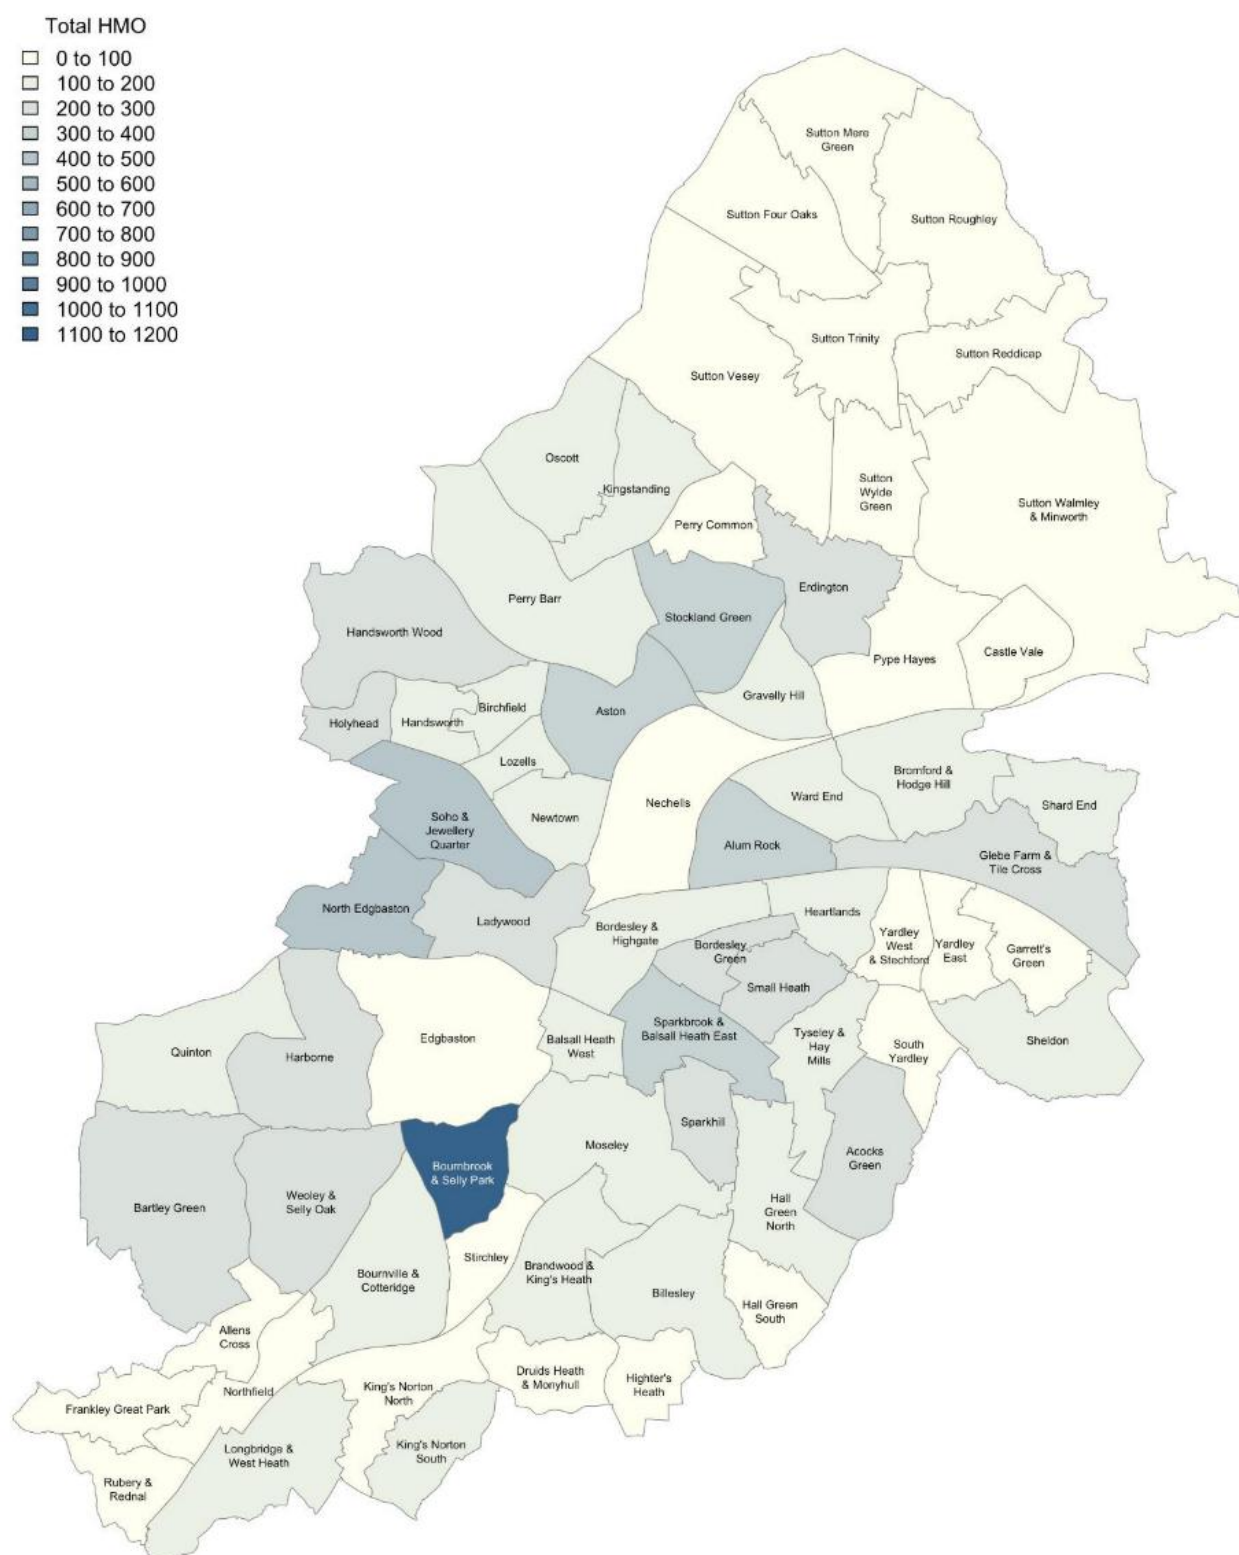 Total HMO
0 to 100
100 to 200
200 to 300
300 to 400
400 to 500
500 to 600
600 to 700
700 to 800
800 to 900
900 to 1000
1000 to 1100
1100 to 1200
Sutton Mere
Green
Sutton Four Oaks
Sutton Roughley
Sutton Trinity
Sutton Reddicap
Sutton Vesey
Oscott
Kingstanding
Sutton
Wylde
Green
Sutton Walmley
& Minworth
Perry Common
Erdington
Perry Barr
Stockland Green
Handsworth Wood
Pype Hayes
Castle Vale
Gravelly Hill
Birchfield
Aston
Holyhead
Handsworth
Lozells
Bromford &
Hodge Hill
Nechells
Ward End
Shard End
Soho &
Jewellery
Quarter
Newtown
Alum Rock
Glebe Farm &
Tile Cross
North Edgbaston
Ladywood
Bordesley &
Highgate
Heartlands
Yardley
West
& Stechford
Yardley
East
Garrett's
Green
Bordesley
Green
Small Heath
Quinton
Harborne
Edgbaston
Balsall Heath
West
Sparkbrook &
Balsall Heath East
Tyseley &
Hay
Mills
South
Yardley
Sheldon
Sparkhill
Moseley
Acocks
Green
Bournbrook
& Selly Park
Bartley Green
Weoley &
Selly Oak
Hall
Green
North
Stirchley
Bournville &
Cotteridge
Brandwood &
King's Heath
Billesley
Hall Green
South
Allens
Cross
Druids Heath
& Monyhull
Highter's
Heath
Northfield
King's Norton
North
Frankley Great Park
Longbridge &
West Heath
King's Norton
South
Rubery &
Rednal